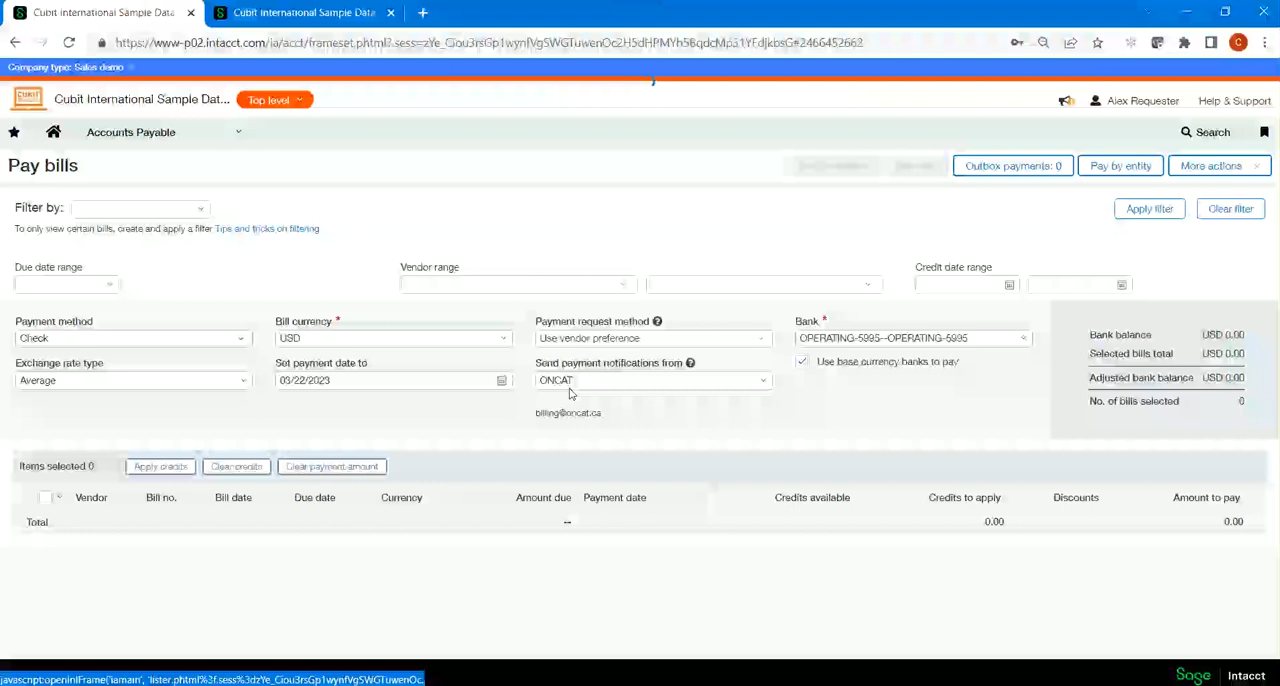 Cubit International Sample Data
Cubit International Sample Data
Company type: Sales demo
Cubit International Sample Dat...
Top level
Alex Requester
Help & Support
Accounts Payable
Search
Pay bills
Outbox payments: 0
Pay by entity
More actions
Filter by:
Apply filter
Clear filter
To only view certain bills, create and apply a filter Tips and tricks on filtering
Due date range
Vendor range
Credit date range
Payment method
Bill currency *
Payment request method
Bank *
Check
USD
Use vendor preference
OPERATING-5995--OPERATING-5995
Exchange rate type
Set payment date to
Send payment notifications from
Use base currency banks to pay
Average
03/22/2023
ONCAT
billing@oncat.ca
Bank balance USD 0.00
Selected bills total USD 0.00
Adjusted bank balance USD 0.00
No. of bills selected 0
Items selected 0
Apply credits
Clear credits
Clear payment amount
Vendor Bill no. Bill date Due date Currency Amount due Payment date Credits available Credits to apply Discounts Amount to pay
Total -- 0.00 0.00
Sage Intacct